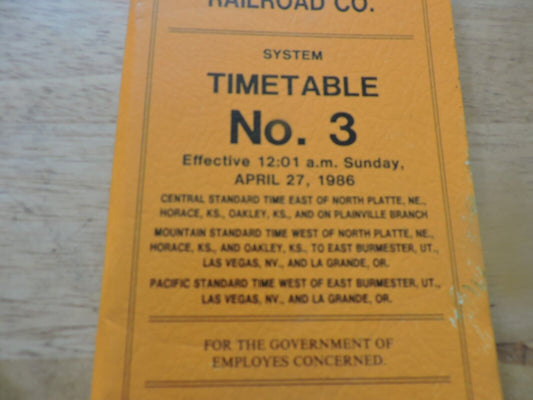 RAILROAD CO.
SYSTEM
TIMETABLE
No. 3
Effective 12:01 a.m. Sunday,
APRIL 27, 1986
CENTRAL STANDARD TIME EAST OF NORTH PLATTE, NE.,
HORACE, KS., OAKLEY, KS., AND ON PLAINVILLE BRANCH
MOUNTAIN STANDARD TIME WEST OF NORTH PLATTE, NE.,
HORACE, KS., AND OAKLEY, KS., TO EAST BURMESTER, UT.,
LAS VEGAS, NV., AND LA GRANDE, OR.
PACIFIC STANDARD TIME WEST OF EAST BURMESTER, UT.,
LAS VEGAS, NV., AND LA GRANDE, OR.
FOR THE GOVERNMENT OF
EMPLOYES CONCERNED.